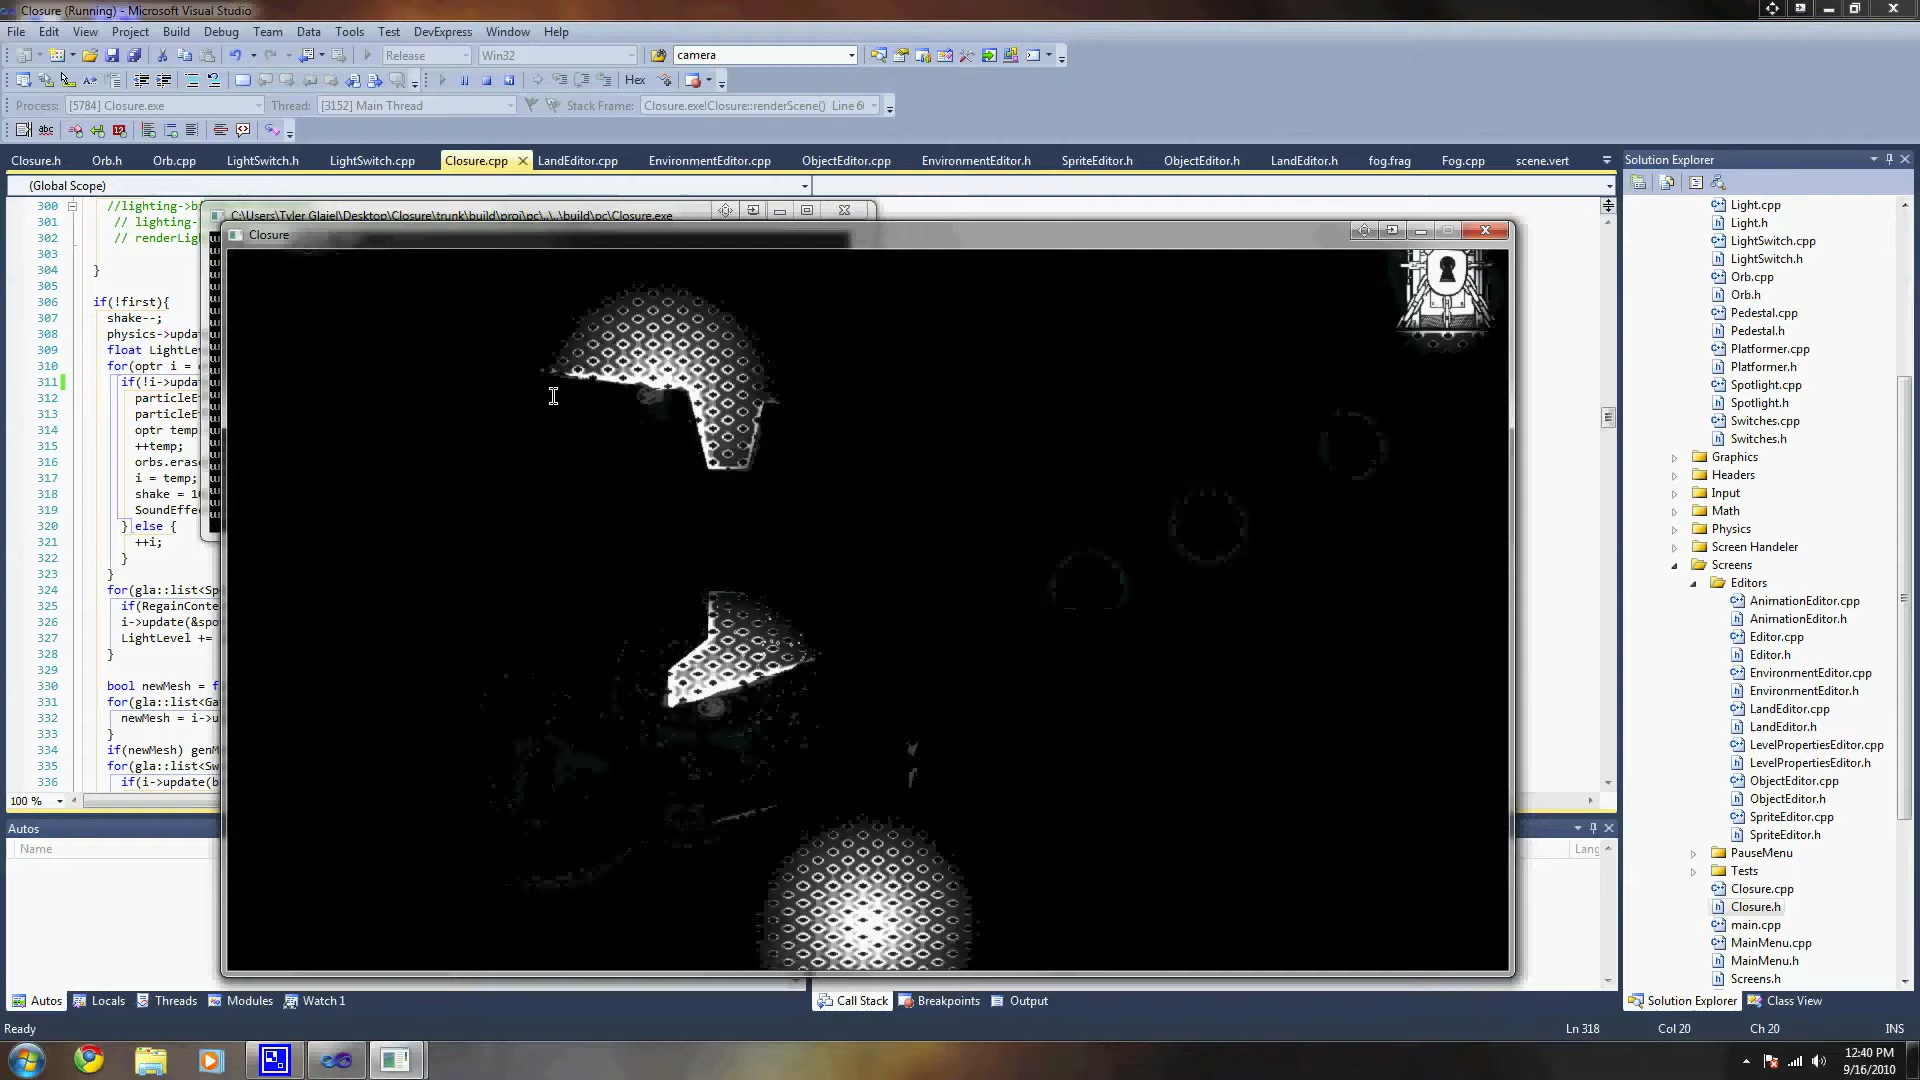 Closure (Running) - Microsoft Visual Studio
File Edit View Project Build Debug Team Data Tools Test DevExpress Window Help
Release Win32 camera
Hex
Process: [5784] Closure.exe Thread: [3152] Main Thread Stack Frame: Closure.exe!Closure::renderScene() Line 6
Closure.h Orb.h Orb.cpp LightSwitch.h LightSwitch.cpp Closure.cpp LandEditor.cpp EnvironmentEditor.cpp ObjectEditor.cpp EnvironmentEditor.h SpriteEditor.h ObjectEditor.h LandEditor.h fog.frag Fog.cpp scene.vert
(Global Scope)
300 //lighting->b
301 // lighting-
302 // renderLi
303
304 }
305
306 if(!first){
307 shake--;
308 physics->upda
309 float LightLev
310 for(optr i =
311 if(!i->upda
312 particleE
313 particleE
314 optr temp
315 ++temp;
316 orbs.eras
317 i = temp;
318 shake = 1
319 SoundEffe
320 } else {
321 ++i;
322 }
323 }
324 for(gla::list<Sp
325 if(RegainConte
326 i->update(&spo
327 LightLevel +=
328 }
329
330 bool newMesh = f
331 for(gla::list<Ga
332 newMesh = i->u
333 }
334 if(newMesh) genM
335 for(gla::list<Sw
336 if(i->update(b
100 %
C:\Users\Tyler Glaiel\Desktop\Closure\trunk\build\proj\pc\..\..\build\pc\Closure.exe
Closure
Solution Explorer
Light.cpp
Light.h
LightSwitch.cpp
LightSwitch.h
Orb.cpp
Orb.h
Pedestal.cpp
Pedestal.h
Platformer.cpp
Platformer.h
Spotlight.cpp
Spotlight.h
Switches.cpp
Switches.h
Graphics
Headers
Input
Math
Physics
Screen Handeler
Screens
Editors
AnimationEditor.cpp
AnimationEditor.h
Editor.cpp
Editor.h
EnvironmentEditor.cpp
EnvironmentEditor.h
LandEditor.cpp
LandEditor.h
LevelPropertiesEditor.cpp
LevelPropertiesEditor.h
ObjectEditor.cpp
ObjectEditor.h
SpriteEditor.cpp
SpriteEditor.h
PauseMenu
Tests
Closure.cpp
Closure.h
main.cpp
MainMenu.cpp
MainMenu.h
Screens.h
Autos
Name
Lang
Autos Locals Threads Modules Watch 1
Call Stack Breakpoints Output
Solution Explorer Class View
Ready Ln 318 Col 20 Ch 20 INS
12:40 PM
9/16/2010